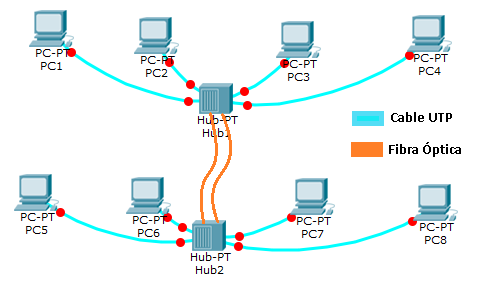 PC-PT
PC1
PC-PT
PC2
PC-PT
PC3
PC-PT
PC4
Hub-PT
Hub1
Cable UTP
Fibra Óptica
PC-PT
PC5
PC-PT
PC6
PC-PT
PC7
PC-PT
PC8
Hub-PT
Hub2